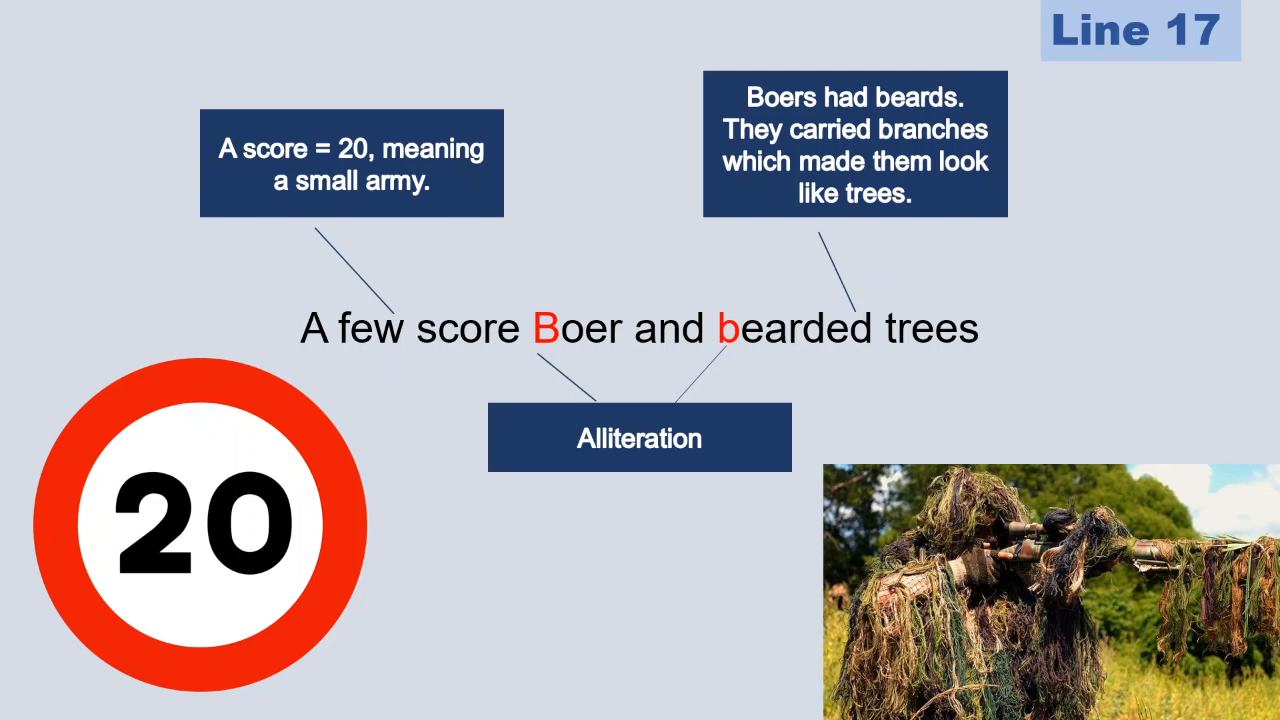 Line 17
A score = 20, meaning
a small army.
Boers had beards.
They carried branches
which made them look
like trees.
A few score Boer and bearded trees
Alliteration
20